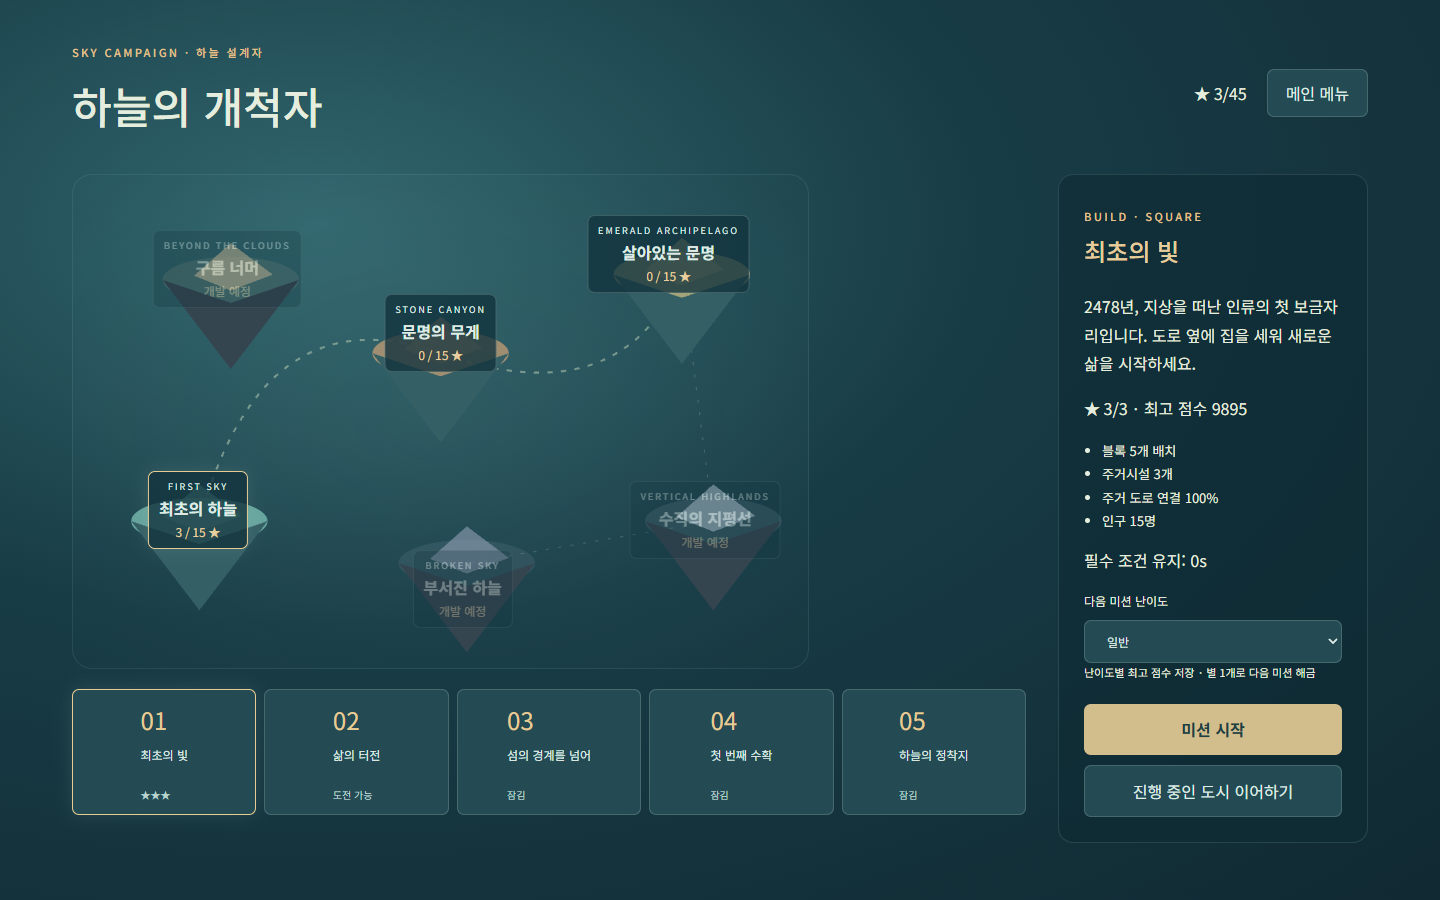 SKY CAMPAIGN · 하늘 설계자
하늘의 개척자
★ 3/45
메인 메뉴
BEYOND THE CLOUDS
구름 너머
개발 예정
EMERALD ARCHIPELAGO
살아있는 문명
0 / 15 ★
STONE CANYON
문명의 무게
0 / 15 ★
FIRST SKY
최초의 하늘
3 / 15 ★
VERTICAL HIGHLANDS
수직의 지평선
개발 예정
BROKEN SKY
부서진 하늘
개발 예정
01
최초의 빛
★★★
02
삶의 터전
도전 가능
03
섬의 경계를 넘어
잠김
04
첫 번째 수확
잠김
05
하늘의 정착지
잠김
BUILD · SQUARE
최초의 빛
2478년, 지상을 떠난 인류의 첫 보금자
리입니다. 도로 옆에 집을 세워 새로운
삶을 시작하세요.
★ 3/3 · 최고 점수 9895
• 블록 5개 배치
• 주거시설 3개
• 주거 도로 연결 100%
• 인구 15명
필수 조건 유지: 0s
다음 미션 난이도
일반
난이도별 최고 점수 저장 · 별 1개로 다음 미션 해금
미션 시작
진행 중인 도시 이어하기